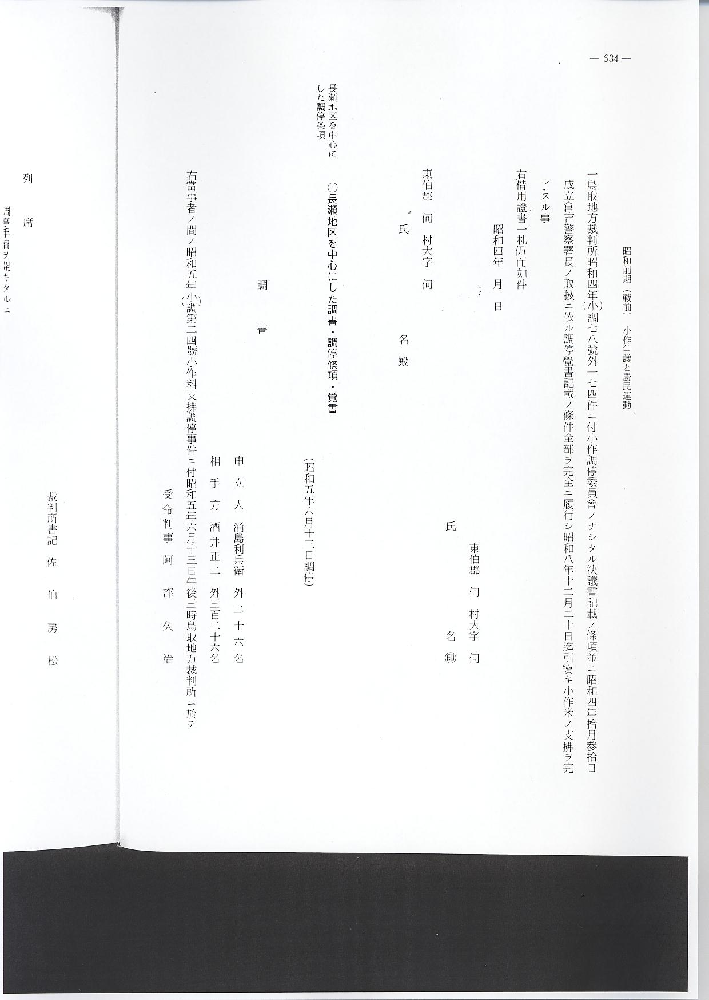 — 634 —
昭和前期（戦前）　小作争議と農民運動
一鳥取地方裁判所昭和四年(小)調七八號外一七四件ニ付小作調停委員會ノナシタル決議書記載ノ條項並ニ昭和四年拾月参拾日
成立倉吉警察署長ノ取扱ニ依ル調停覺書記載ノ條件全部ヲ完全ニ履行シ昭和八年十二月二十日迄引續キ小作米ノ支拂ヲ完
了スル事
右借用證書一札仍而如件
昭和四年　月　日
東伯郡　何　村大字　何
氏　名　㊞
東伯郡　何　村大字　何
氏　名　殿
長瀬地区を中心に
した調停条項
〇長瀬地区を中心にした調書・調停條項・覚書
（昭和五年六月十三日調停）
調　書
申立人　涌島利兵衛　外二十六名
相手方　酒井正二　外三百二十六名
右當事者ノ間ノ昭和五年(小)調第二四號小作料支拂調停事件ニ付昭和五年六月十三日午後三時鳥取地方裁判所ニ於テ
受命判事　阿部久治
裁判所書記　佐伯房松
列席
調停手續ヲ開キタルニ